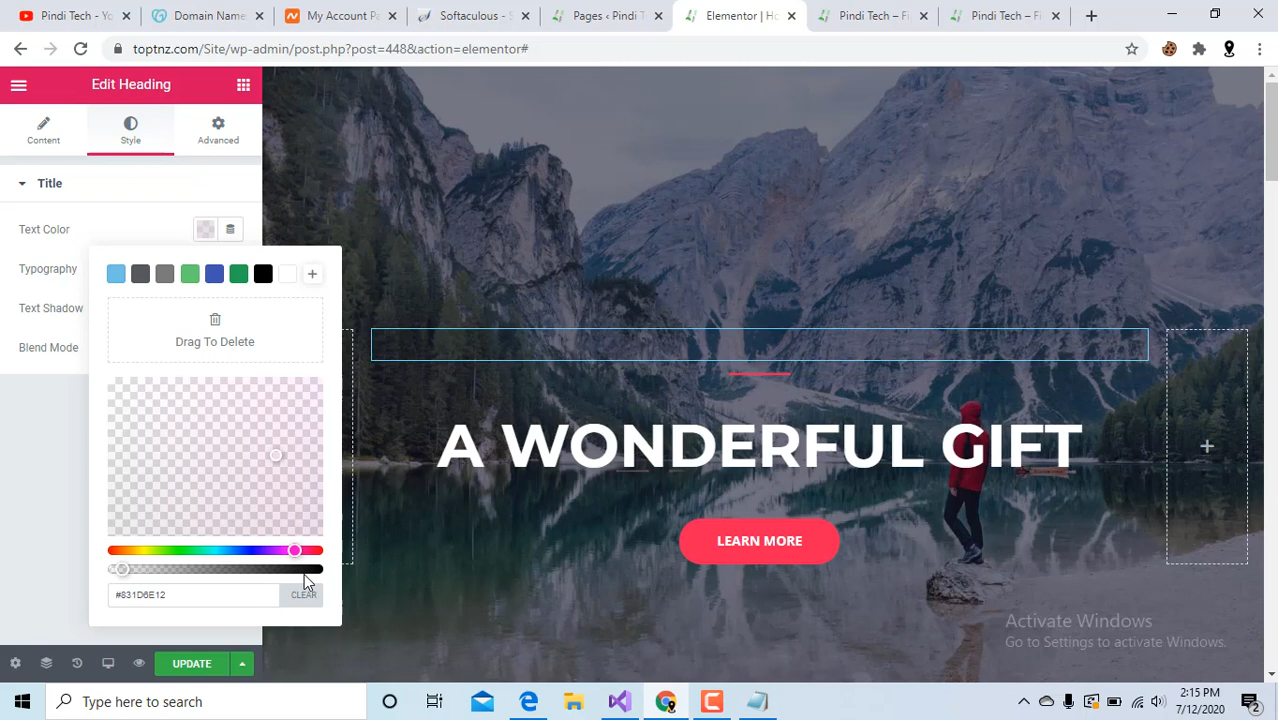 Pindi Tech -
Domain Name
My Account Pa
Softaculous - S
Pages ‹ Pindi T
Elementor | Ho
Pindi Tech – Fi
Pindi Tech – Fi
toptnz.com/Site/wp-admin/post.php?post=448&action=elementor#
Edit Heading
Content
Style
Advanced
Title
Text Color
Typography
Text Shadow
Blend Mode
Drag To Delete
#831D6E12
CLEAR
UPDATE
A WONDERFUL GIFT
LEARN MORE
Activate Windows
Go to Settings to activate Windows.
Type here to search
2:15 PM
7/12/2020
2